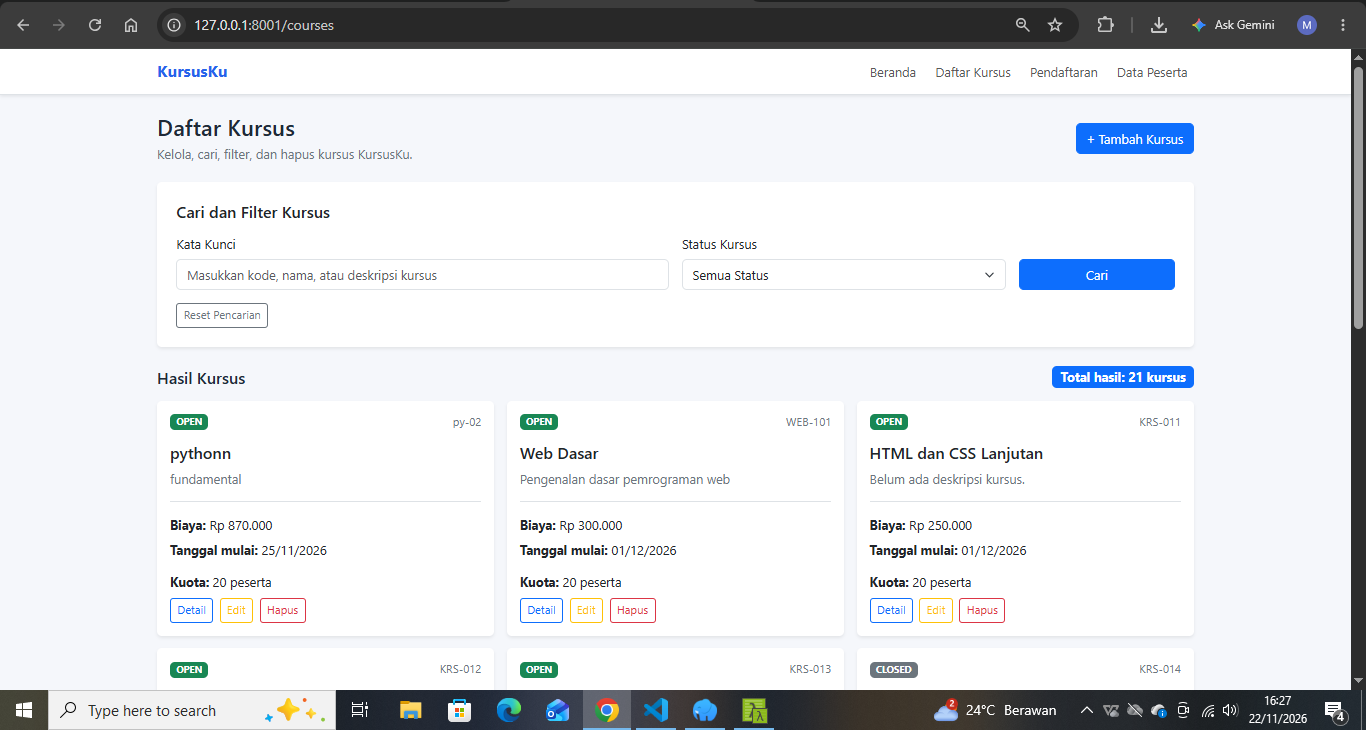 127.0.0.1:8001/courses
Ask Gemini
M
KursusKu
Beranda Daftar Kursus Pendaftaran Data Peserta
Daftar Kursus
+ Tambah Kursus
Kelola, cari, filter, dan hapus kursus KursusKu.
Cari dan Filter Kursus
Kata Kunci Status Kursus
Masukkan kode, nama, atau deskripsi kursus Semua Status Cari
Reset Pencarian
Hasil Kursus Total hasil: 21 kursus
OPEN py-02
pythonn
fundamental
Biaya: Rp 870.000
Tanggal mulai: 25/11/2026
Kuota: 20 peserta
Detail Edit Hapus
OPEN WEB-101
Web Dasar
Pengenalan dasar pemrograman web
Biaya: Rp 300.000
Tanggal mulai: 01/12/2026
Kuota: 20 peserta
Detail Edit Hapus
OPEN KRS-011
HTML dan CSS Lanjutan
Belum ada deskripsi kursus.
Biaya: Rp 250.000
Tanggal mulai: 01/12/2026
Kuota: 20 peserta
Detail Edit Hapus
OPEN KRS-012
OPEN KRS-013
CLOSED KRS-014
Type here to search
2
24°C Berawan
16:27
22/11/2026
4